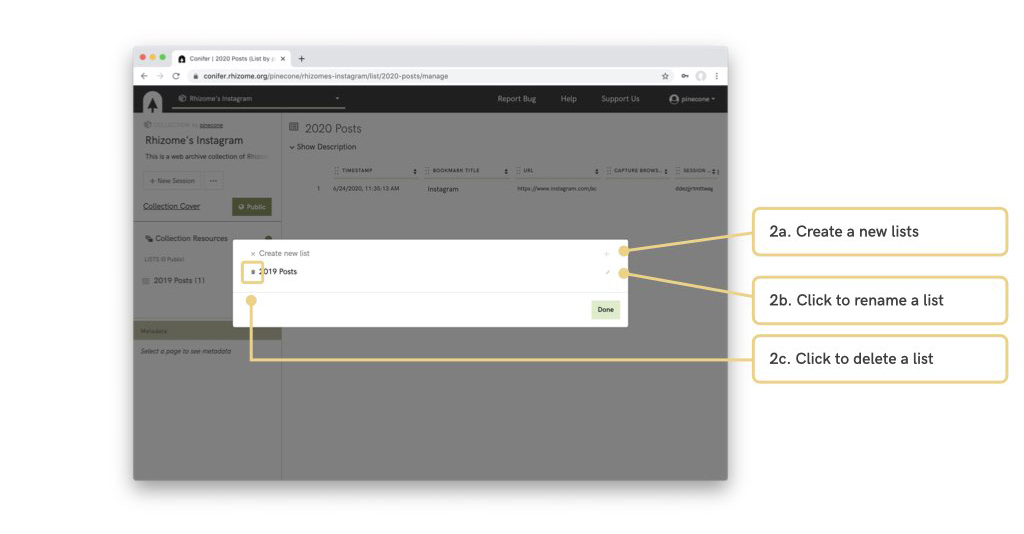 Conifer | 2020 Posts (List by p
conifer.rhizome.org/pinecone/rhizomes-instagram/list/2020-posts/manage
Rhizome's Instagram
Report Bug
Help
Support Us
pinecone
COLLECTION by pinecone
Rhizome's Instagram
This is a web archive collection of Rhizom
+ New Session
Collection Cover
Public
Collection Resources
LISTS (0 Public)
2019 Posts (1)
Metadata
Select a page to see metadata
2020 Posts
Show Description
TIMESTAMP
BOOKMARK TITLE
URL
CAPTURE BROWS...
SESSION ...
1
6/24/2020, 11:35:13 AM
Instagram
https://www.instagram.com/ac
Create new list
2019 Posts
Done
2a. Create a new lists
2b. Click to rename a list
2c. Click to delete a list